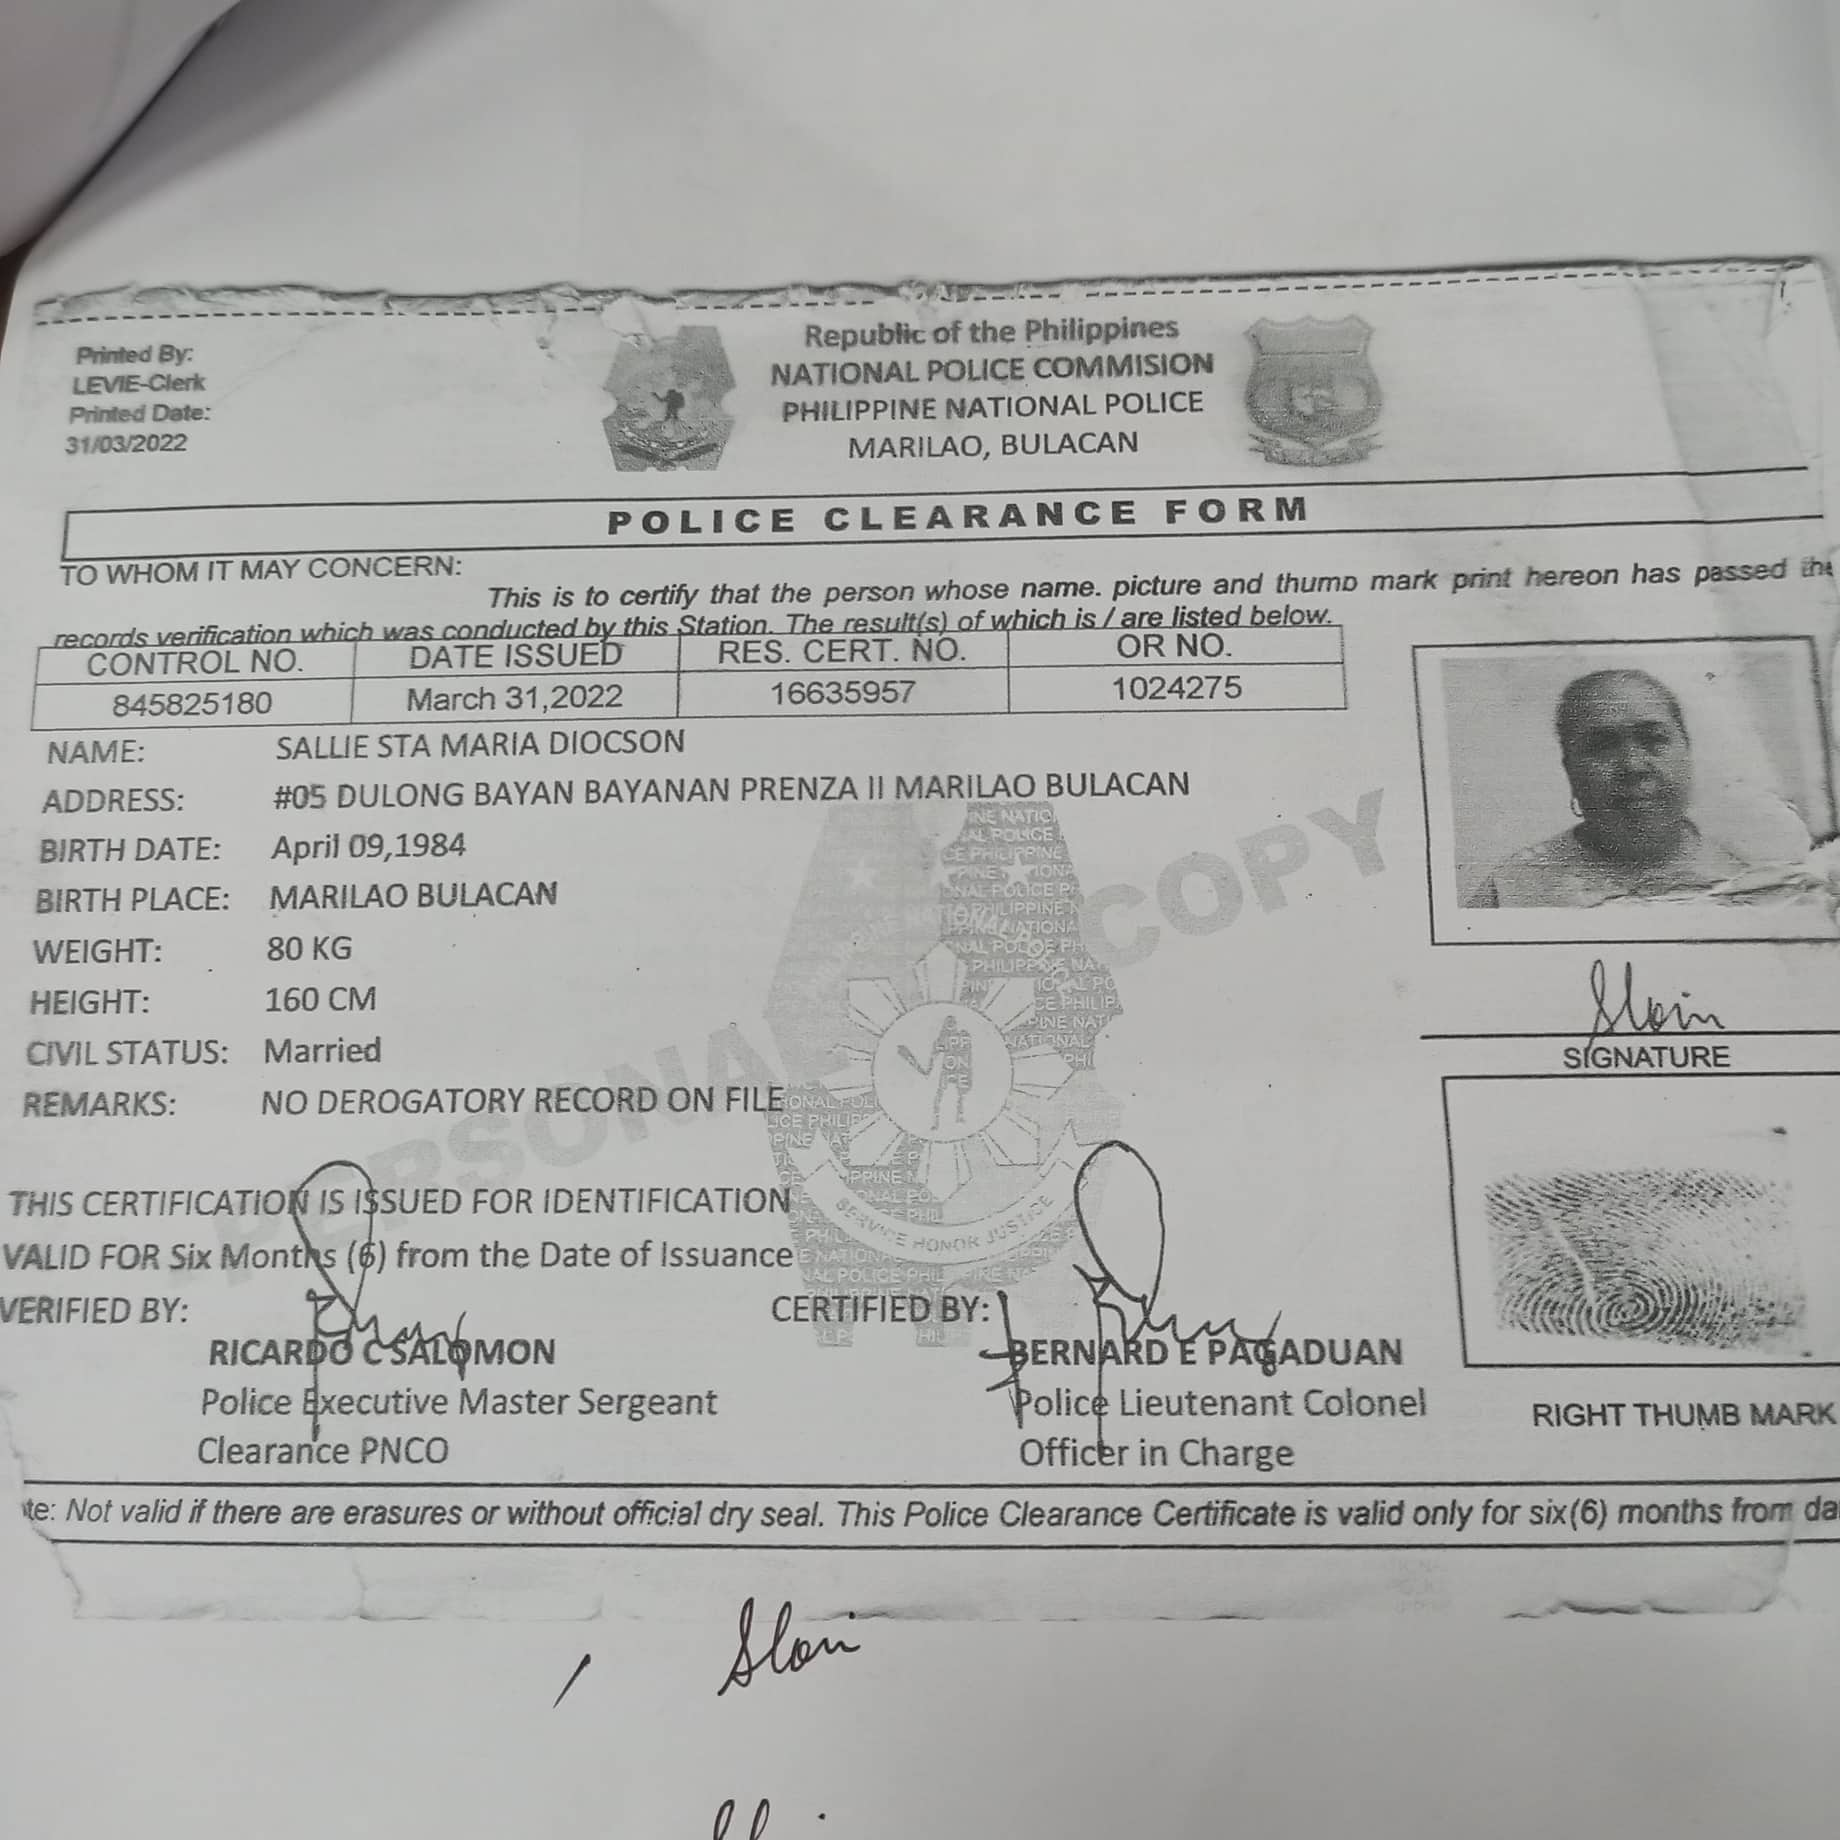 Printed By:
LEVIE-Clerk
Printed Date:
31/03/2022
Republic of the Philippines
NATIONAL POLICE COMMISION
PHILIPPINE NATIONAL POLICE
MARILAO, BULACAN
POLICE CLEARANCE FORM
TO WHOM IT MAY CONCERN:
This is to certify that the person whose name. picture and thumb mark print hereon has passed the
records verification which was conducted by this Station. The result(s) of which is / are listed below.
CONTROL NO. DATE ISSUED RES. CERT. NO. OR NO.
845825180 March 31,2022 16635957 1024275
NAME: SALLIE STA MARIA DIOCSON
ADDRESS: #05 DULONG BAYAN BAYANAN PRENZA II MARILAO BULACAN
BIRTH DATE: April 09,1984
BIRTH PLACE: MARILAO BULACAN
WEIGHT: 80 KG
HEIGHT: 160 CM
CIVIL STATUS: Married
REMARKS: NO DEROGATORY RECORD ON FILE
PERSONAL COPY
SERVICE HONOR JUSTICE
SIGNATURE
THIS CERTIFICATION IS ISSUED FOR IDENTIFICATION
VALID FOR Six Months (6) from the Date of Issuance
VERIFIED BY: CERTIFIED BY:
RICARDO C SALOMON BERNARD E PAGADUAN
Police Executive Master Sergeant Police Lieutenant Colonel
Clearance PNCO Officer in Charge
RIGHT THUMB MARK
te: Not valid if there are erasures or without official dry seal. This Police Clearance Certificate is valid only for six(6) months from da